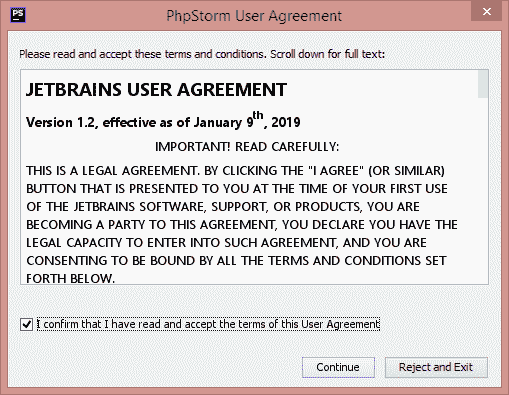 PS
PhpStorm User Agreement
Please read and accept these terms and conditions. Scroll down for full text:
JETBRAINS USER AGREEMENT
Version 1.2, effective as of January 9th, 2019
IMPORTANT! READ CAREFULLY:
THIS IS A LEGAL AGREEMENT. BY CLICKING THE "I AGREE" (OR SIMILAR)
BUTTON THAT IS PRESENTED TO YOU AT THE TIME OF YOUR FIRST USE
OF THE JETBRAINS SOFTWARE, SUPPORT, OR PRODUCTS, YOU ARE
BECOMING A PARTY TO THIS AGREEMENT, YOU DECLARE YOU HAVE THE
LEGAL CAPACITY TO ENTER INTO SUCH AGREEMENT, AND YOU ARE
CONSENTING TO BE BOUND BY ALL THE TERMS AND CONDITIONS SET
FORTH BELOW.
I confirm that I have read and accept the terms of this User Agreement
Continue
Reject and Exit